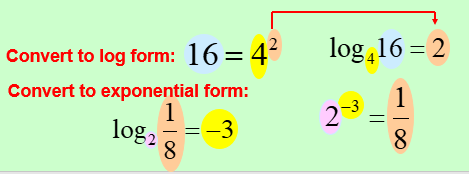 Convert to log form: 16 = 4² log₄16 = 2
Convert to exponential form:
log₂ 1/8 = –3 2⁻³ = 1/8